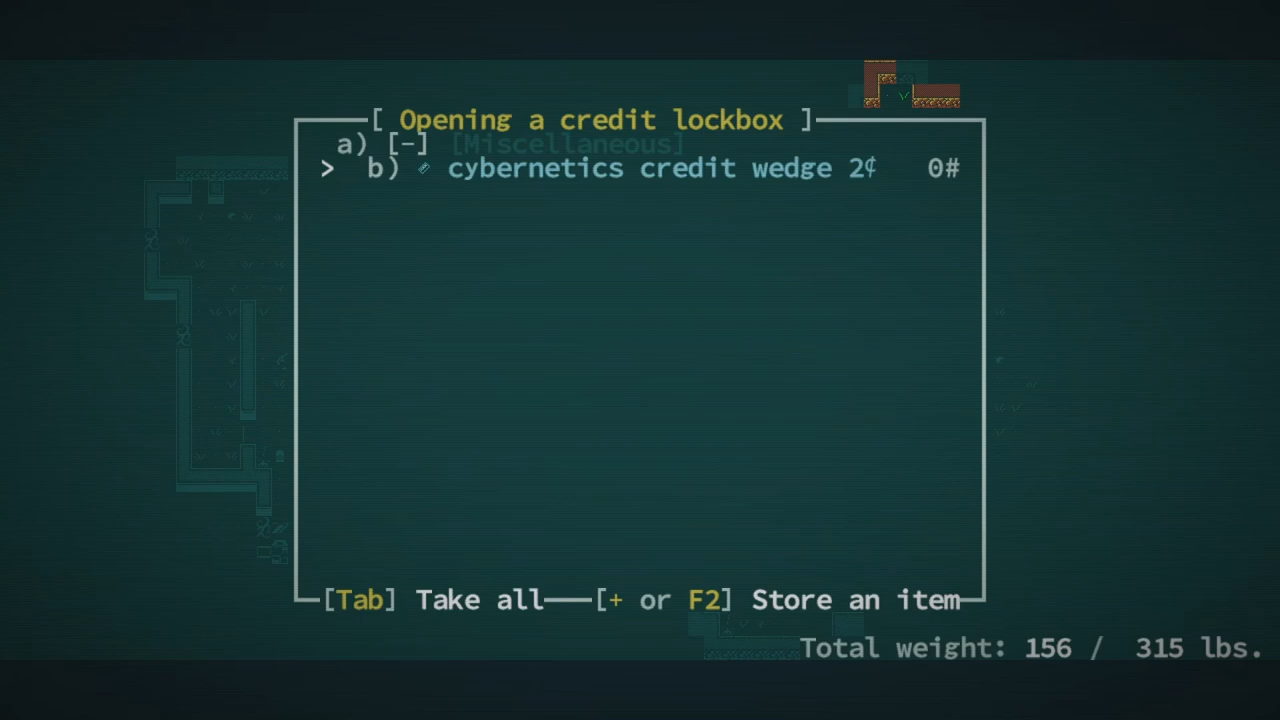 [ Opening a credit lockbox ]
a) [-] [Miscellaneous]
> b) cybernetics credit wedge 2¢ 0#
[Tab] Take all [+ or F2] Store an item
Total weight: 156 / 315 lbs.